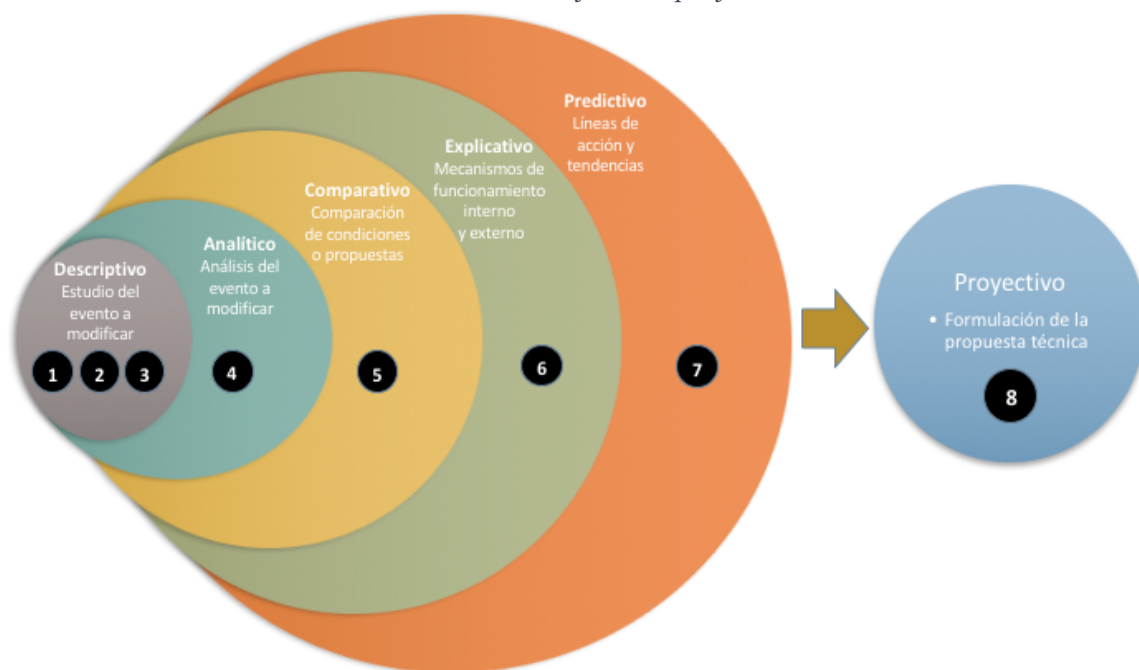 Predictivo
Líneas de
acción y
tendencias
Explicativo
Mecanismos de
funcionamiento
interno
y externo
Comparativo
Comparación
de condiciones
o propuestas
Analítico
Análisis del
evento a
modificar
Descriptivo
Estudio del
evento a
modificar
1 2 3 4 5 6 7
Proyectivo
• Formulación de la
propuesta técnica
8